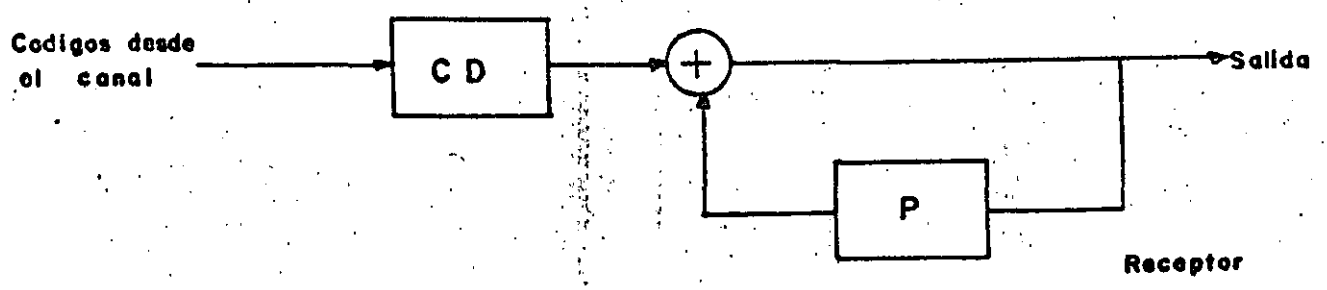 Codigos desde
el canal
C D
+
Salida
P
Receptor